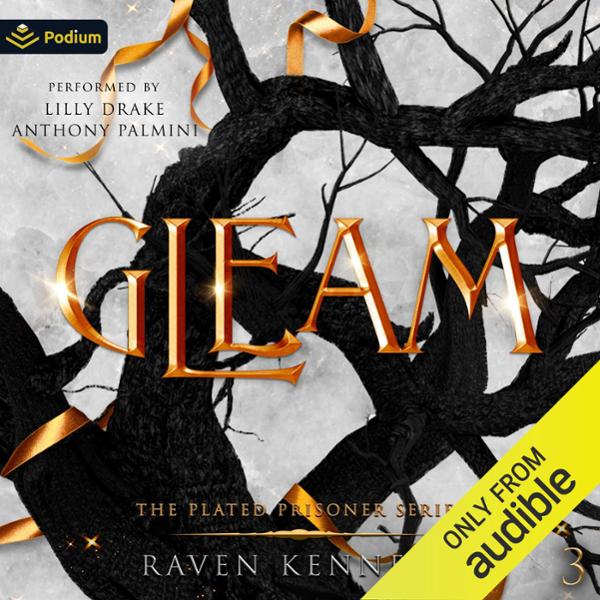 Podium
PERFORMED BY
LILLY DRAKE
ANTHONY PALMINI
GLEAM
THE PLATED PRISONER SERIE
RAVEN KENNE
ONLY FROM
audible
3